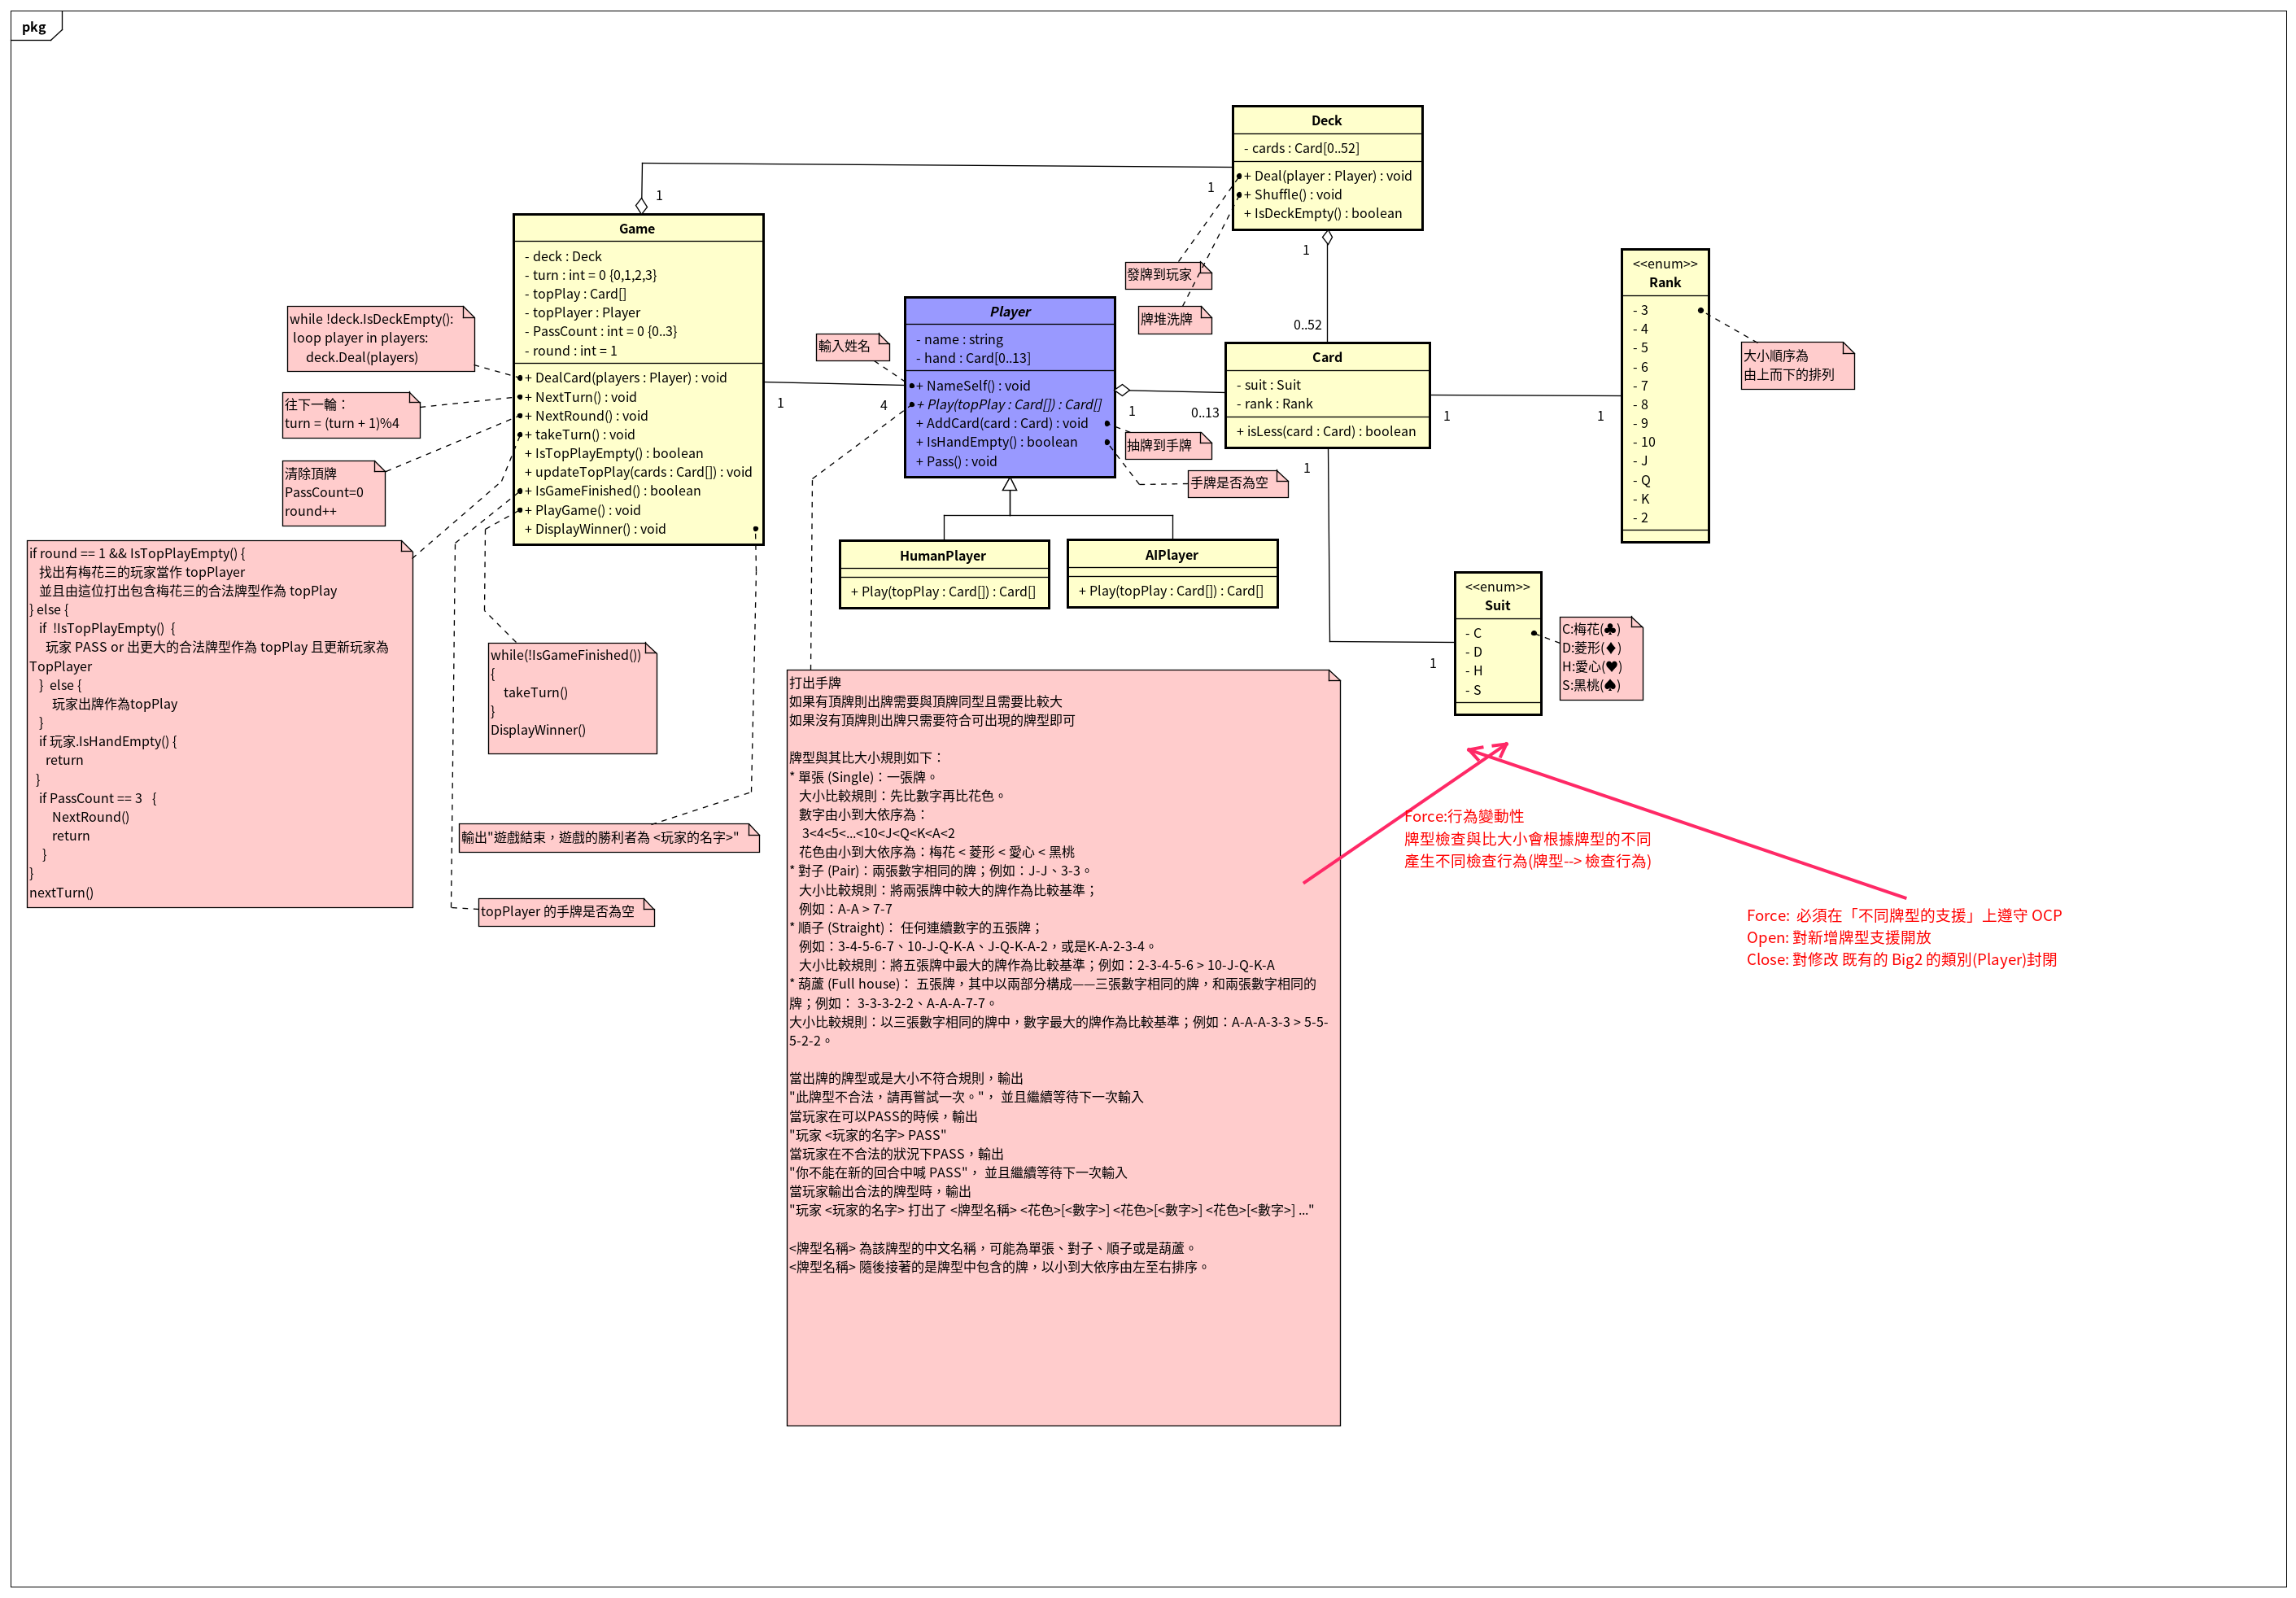 pkg
Deck
- cards : Card[0..52]
+ Deal(player : Player) : void
+ Shuffle() : void
+ IsDeckEmpty() : boolean
1
1
發牌到玩家
牌堆洗牌
1
0..52
Game
- deck : Deck
- turn : int = 0 {0,1,2,3}
- topPlay : Card[]
- topPlayer : Player
- PassCount : int = 0 {0..3}
- round : int = 1
+ DealCard(players : Player) : void
+ NextTurn() : void
+ NextRound() : void
+ takeTurn() : void
+ IsTopPlayEmpty() : boolean
+ updateTopPlay(cards : Card[]) : void
+ IsGameFinished() : boolean
+ PlayGame() : void
+ DisplayWinner() : void
while !deck.IsDeckEmpty():
loop player in players:
deck.Deal(players)
往下一輪：
turn = (turn + 1)%4
清除頂牌
PassCount=0
round++
1
4
輸入姓名
Player
- name : string
- hand : Card[0..13]
+ NameSelf() : void
+ Play(topPlay : Card[]) : Card[]
+ AddCard(card : Card) : void
+ IsHandEmpty() : boolean
+ Pass() : void
1
0..13
抽牌到手牌
手牌是否為空
Card
- suit : Suit
- rank : Rank
+ isLess(card : Card) : boolean
1
1
1
1
<<enum>>
Rank
- 3
- 4
- 5
- 6
- 7
- 8
- 9
- 10
- J
- Q
- K
- 2
大小順序為
由上而下的排列
HumanPlayer
+ Play(topPlay : Card[]) : Card[]
AIPlayer
+ Play(topPlay : Card[]) : Card[]
<<enum>>
Suit
- C
- D
- H
- S
C:梅花(♣)
D:菱形(♦)
H:愛心(♥)
S:黑桃(♠)
if round == 1 && IsTopPlayEmpty() {
找出有梅花三的玩家當作 topPlayer
並且由這位打出包含梅花三的合法牌型作為 topPlay
} else {
if  !IsTopPlayEmpty()  {
玩家 PASS or 出更大的合法牌型作為 topPlay 且更新玩家為
TopPlayer
}  else {
玩家出牌作為topPlay
}
if 玩家.IsHandEmpty() {
return
}
if PassCount == 3   {
NextRound()
return
}
}
nextTurn()
while(!IsGameFinished())
{
takeTurn()
}
DisplayWinner()
輸出"遊戲結束，遊戲的勝利者為 <玩家的名字>"
topPlayer 的手牌是否為空
打出手牌
如果有頂牌則出牌需要與頂牌同型且需要比較大
如果沒有頂牌則出牌只需要符合可出現的牌型即可
牌型與其比大小規則如下：
* 單張 (Single)：一張牌。
大小比較規則：先比數字再比花色。
數字由小到大依序為：
3<4<5<...<10<J<Q<K<A<2
花色由小到大依序為：梅花 < 菱形 < 愛心 < 黑桃
* 對子 (Pair)：兩張數字相同的牌；例如：J-J、3-3。
大小比較規則：將兩張牌中較大的牌作為比較基準；
例如：A-A > 7-7
* 順子 (Straight)： 任何連續數字的五張牌；
例如：3-4-5-6-7、10-J-Q-K-A、J-Q-K-A-2，或是K-A-2-3-4。
大小比較規則：將五張牌中最大的牌作為比較基準；例如：2-3-4-5-6 > 10-J-Q-K-A
* 葫蘆 (Full house)： 五張牌，其中以兩部分構成——三張數字相同的牌，和兩張數字相同的
牌；例如： 3-3-3-2-2、A-A-A-7-7。
大小比較規則：以三張數字相同的牌中，數字最大的牌作為比較基準；例如：A-A-A-3-3 > 5-5-
5-2-2。
當出牌的牌型或是大小不符合規則，輸出
"此牌型不合法，請再嘗試一次。"， 並且繼續等待下一次輸入
當玩家在可以PASS的時候，輸出
"玩家 <玩家的名字> PASS"
當玩家在不合法的狀況下PASS，輸出
"你不能在新的回合中喊 PASS"， 並且繼續等待下一次輸入
當玩家輸出合法的牌型時，輸出
"玩家 <玩家的名字> 打出了 <牌型名稱> <花色>[<數字>] <花色>[<數字>] <花色>[<數字>] ..."
<牌型名稱> 為該牌型的中文名稱，可能為單張、對子、順子或是葫蘆。
<牌型名稱> 隨後接著的是牌型中包含的牌，以小到大依序由左至右排序。
Force:行為變動性
牌型檢查與比大小會根據牌型的不同
產生不同檢查行為(牌型--> 檢查行為)
Force:  必須在「不同牌型的支援」上遵守 OCP
Open: 對新增牌型支援開放
Close: 對修改 既有的 Big2 的類別(Player)封閉